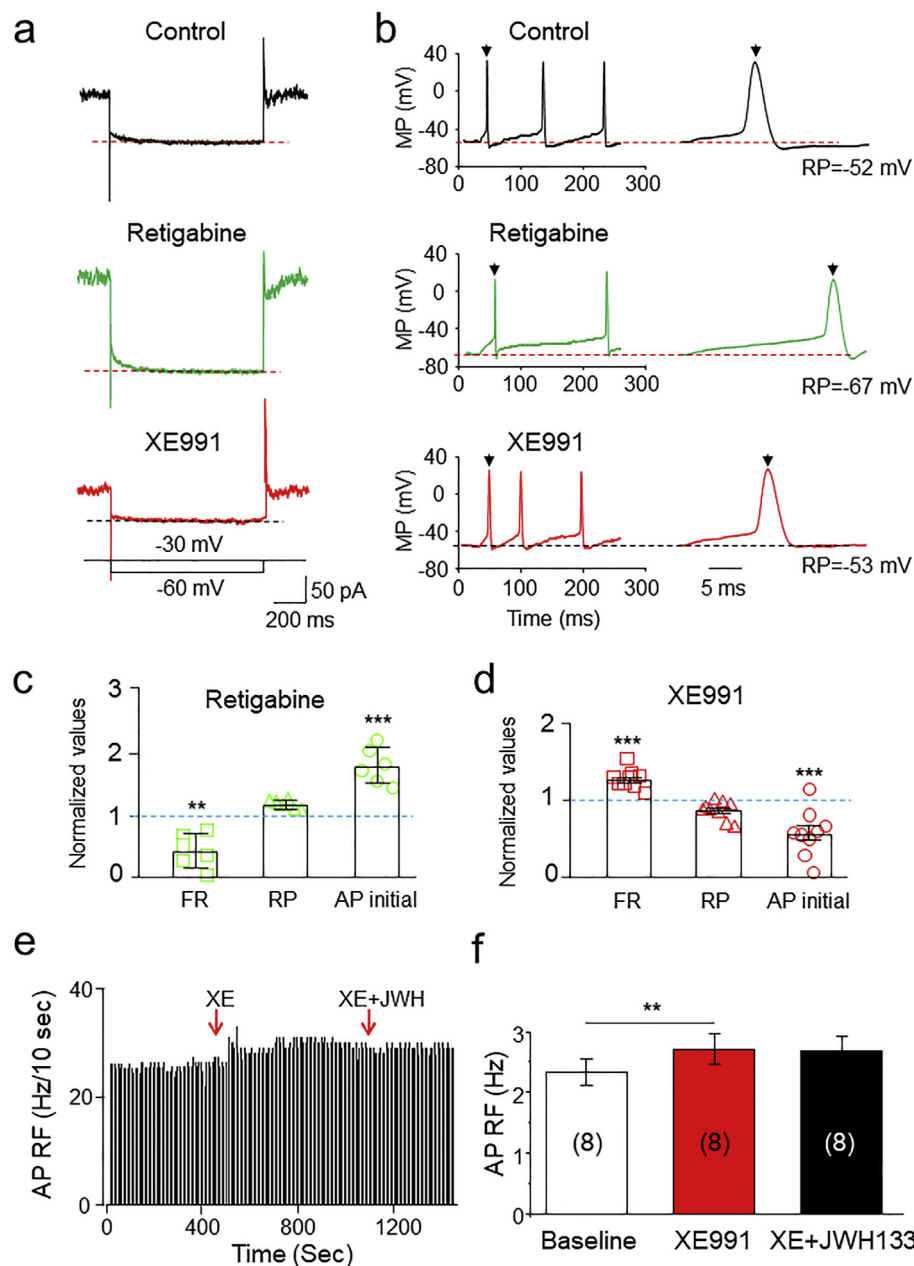 a
Control
Retigabine
XE991
-30 mV
-60 mV
50 pA
200 ms
b
Control
MP (mV)
40
0
-40
-80
0 100 200 300
RP=-52 mV
Retigabine
MP (mV)
40
0
-40
-80
0 100 200 300
RP=-67 mV
XE991
MP (mV)
40
0
-40
-80
0 100 200 300
Time (ms)
5 ms
RP=-53 mV
c
Retigabine
Normalized values
3
2
1
0
**
***
FR RP AP initial
d
XE991
Normalized values
2
1
0
***
***
FR RP AP initial
e
XE
XE+JWH
AP RF (Hz/10 sec)
40
20
0
0 400 800 1200
Time (Sec)
f
**
AP RF (Hz)
3
2
1
0
(8) (8) (8)
Baseline XE991 XE+JWH133